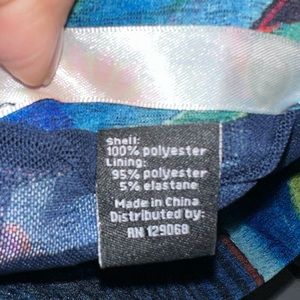 Shell:
100% polyester
Lining:
95% polyester
5% elastane
Made in China
Distributed by:
RN 129068